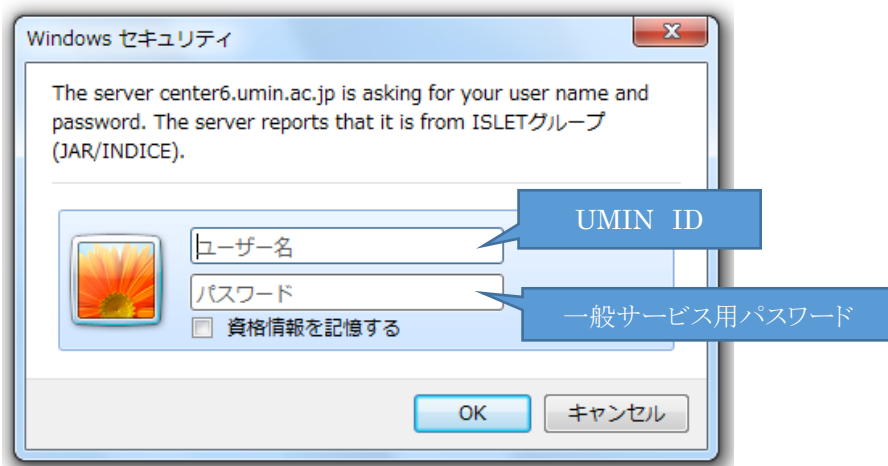 Windows セキュリティ
The server center6.umin.ac.jp is asking for your user name and
password. The server reports that it is from ISLETグループ
(JAR/INDICE).
UMIN ID
ユーザー名
パスワード
一般サービス用パスワード
資格情報を記憶する
OK
キャンセル